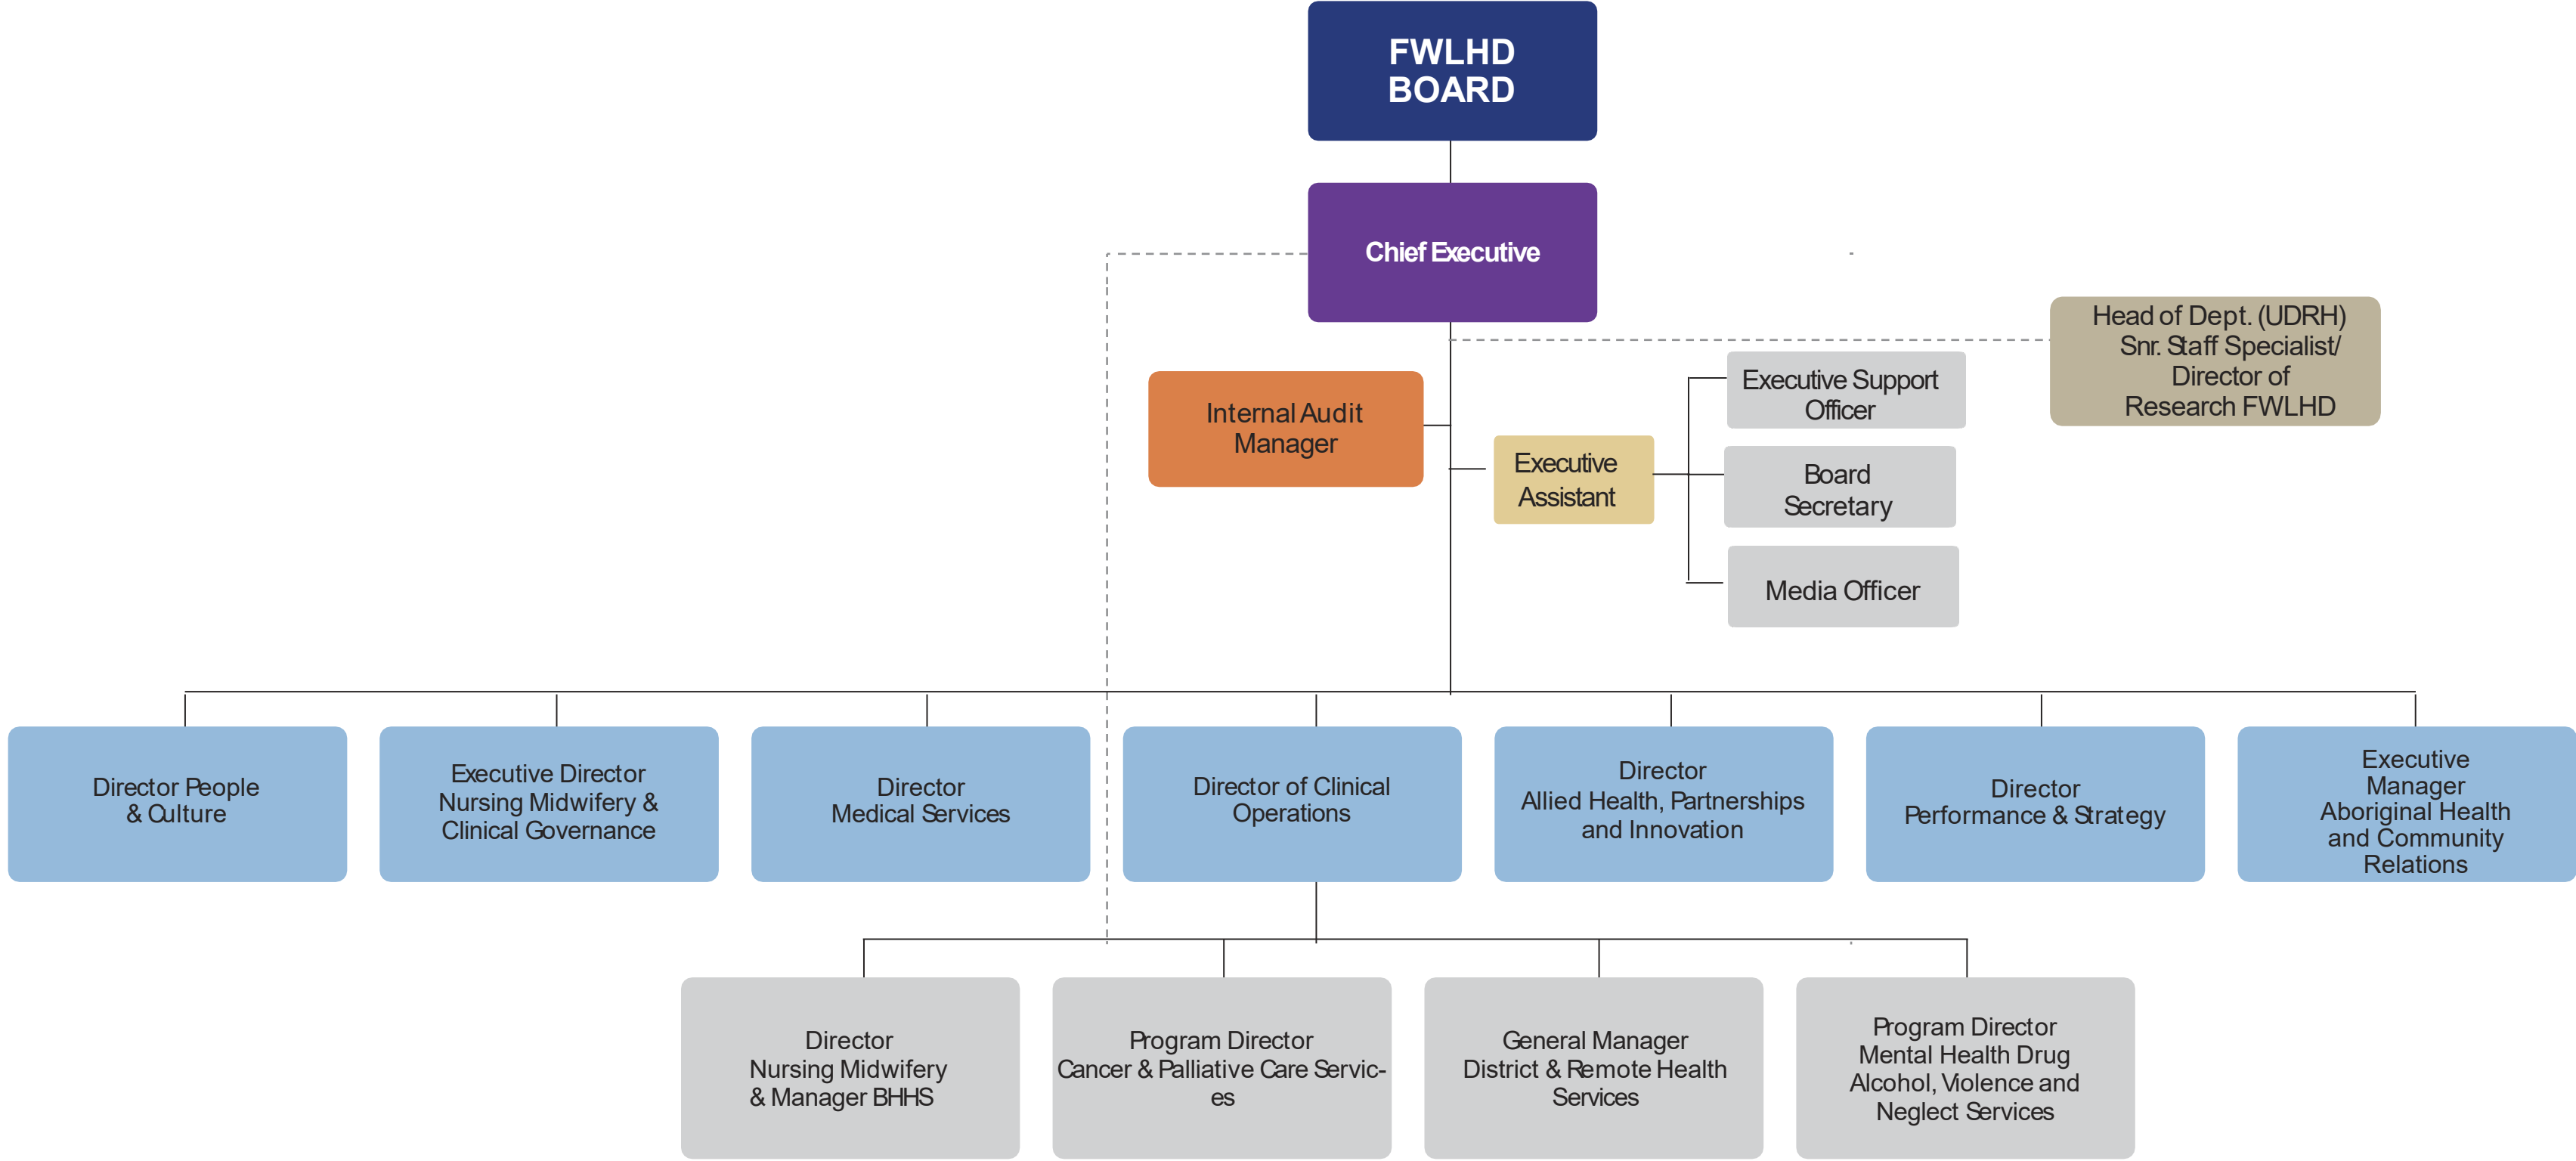 FWLHD
BOARD
Chief Executive
Head of Dept. (UDRH)
Snr. Staff Specialist/
Director of
Research FWLHD
Internal Audit
Manager
Executive
Assistant
Executive Support
Officer
Board
Secretary
Media Officer
Director People
& Culture
Executive Director
Nursing Midwifery &
Clinical Governance
Director
Medical Services
Director of Clinical
Operations
Director
Allied Health, Partnerships
and Innovation
Director
Performance & Strategy
Executive
Manager
Aboriginal Health
and Community
Relations
Director
Nursing Midwifery
& Manager BHHS
Program Director
Cancer & Palliative Care Servic-
es
General Manager
District & Remote Health
Services
Program Director
Mental Health Drug
Alcohol, Violence and
Neglect Services